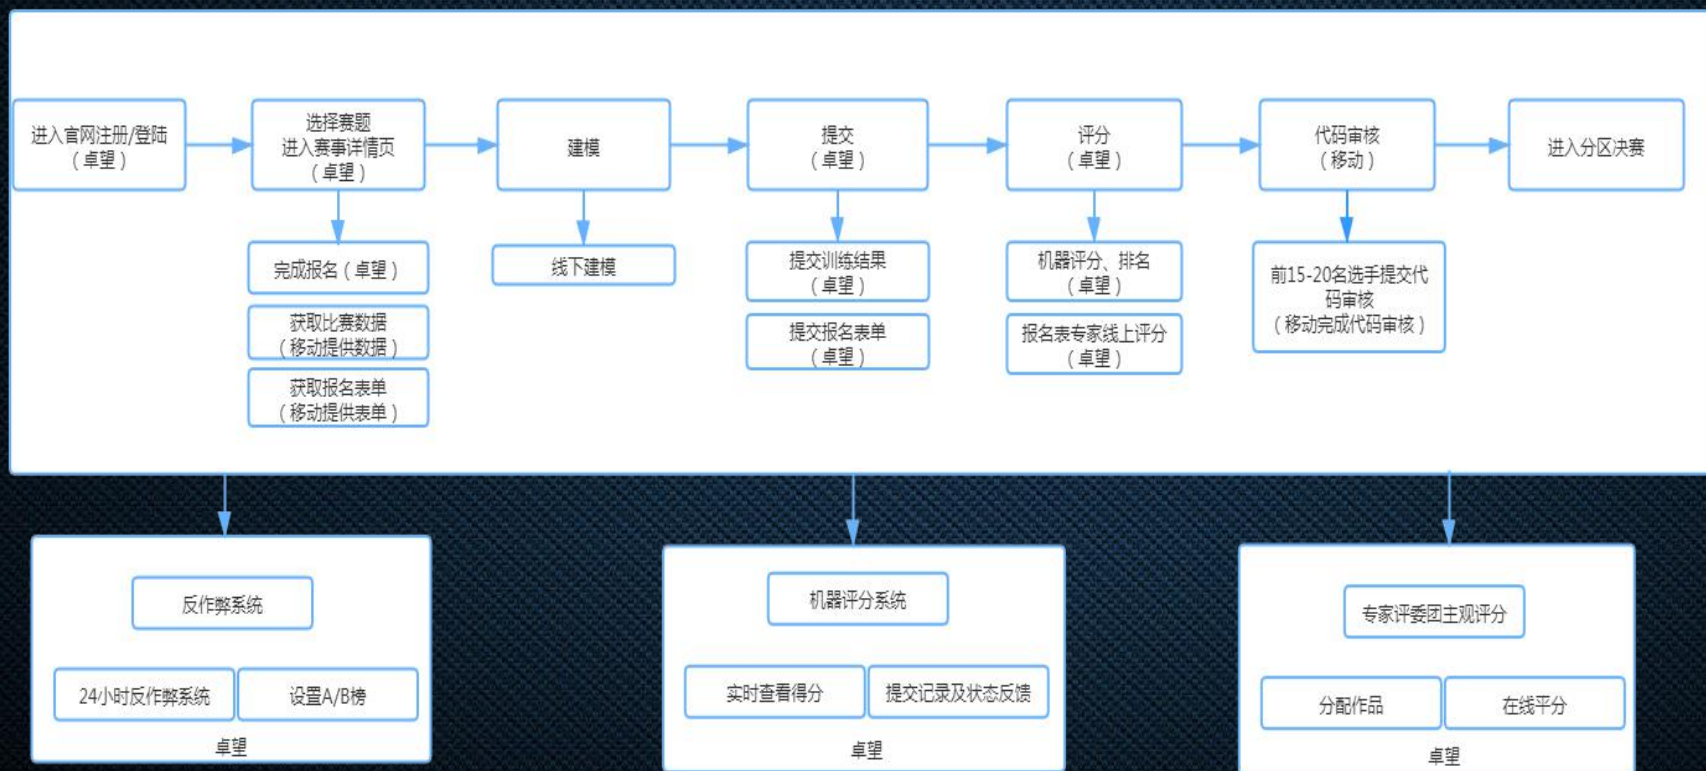 进入官网注册/登陆
（卓望）
选择赛题
进入赛事详情页
（卓望）
建模
提交
（卓望）
评分
（卓望）
代码审核
（移动）
进入分区决赛
完成报名（卓望）
获取比赛数据
（移动提供数据）
获取报名表单
（移动提供表单）
线下建模
提交训练结果
（卓望）
提交报名表单
（卓望）
机器评分、排名
（卓望）
报名表专家线上评分
（卓望）
前15-20名选手提交代
码审核
（移动完成代码审核）
反作弊系统
24小时反作弊系统
设置A/B榜
卓望
机器评分系统
实时查看得分
提交记录及状态反馈
卓望
专家评委团主观评分
分配作品
在线平分
卓望